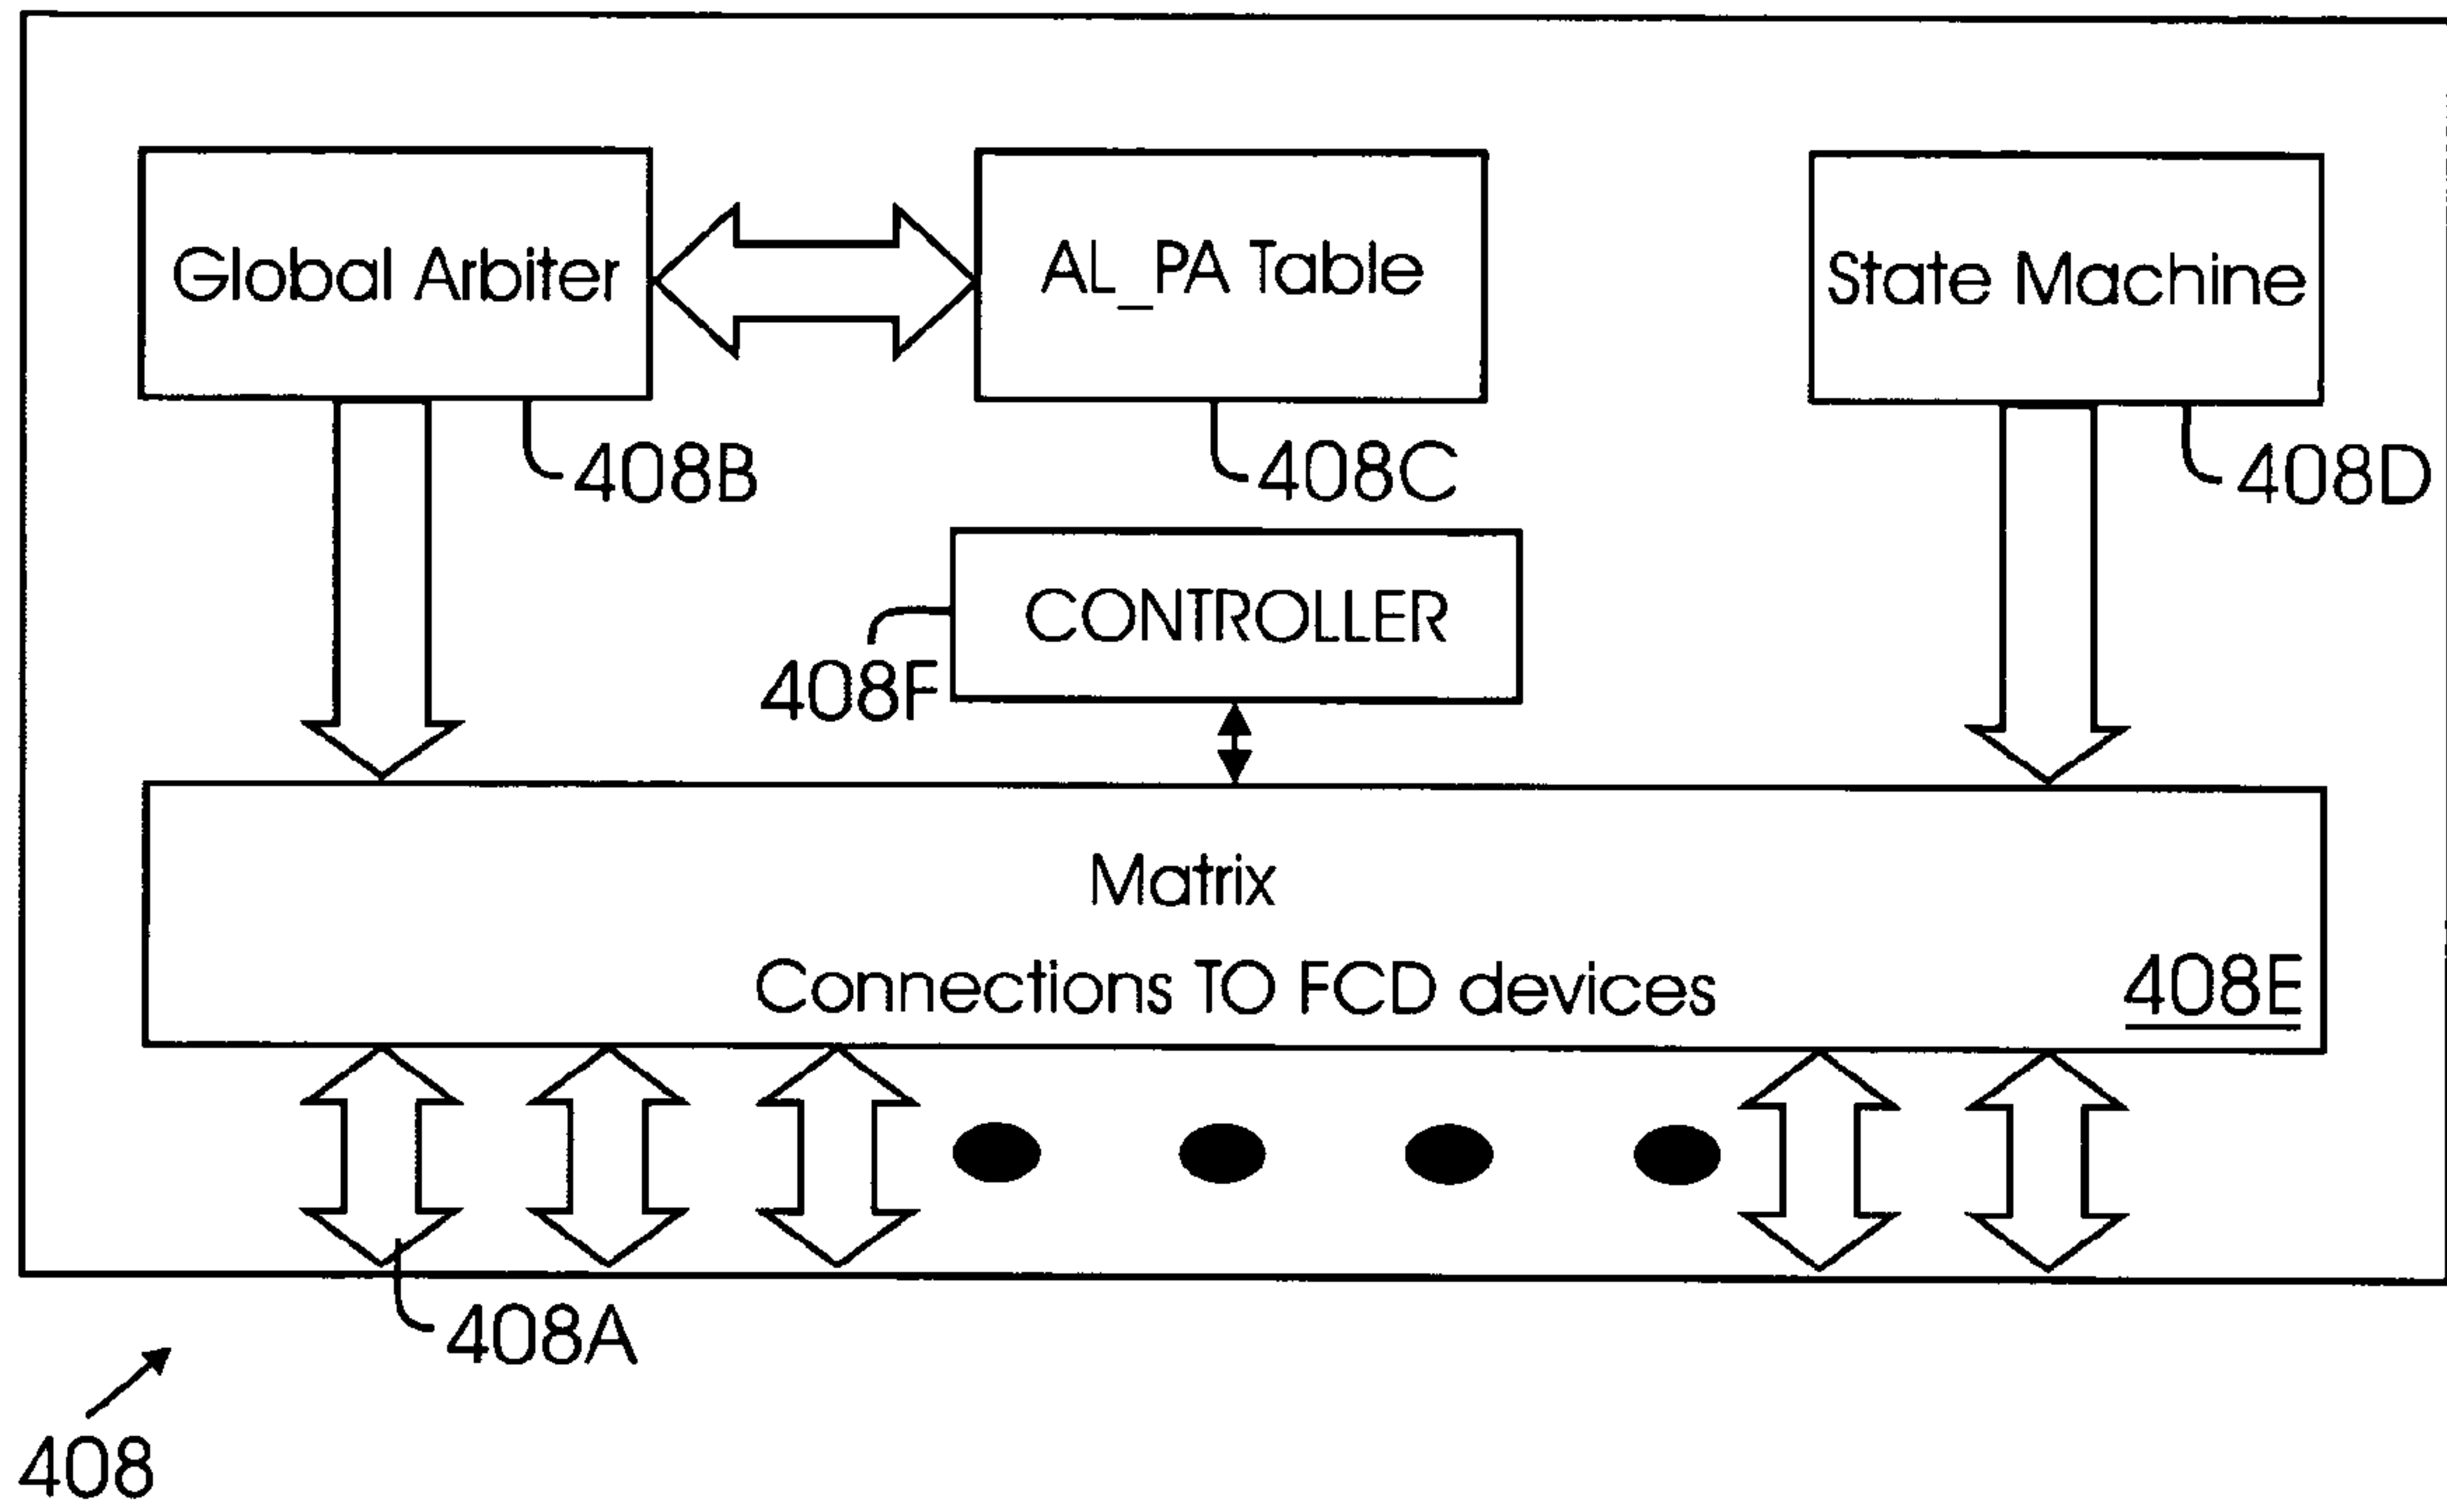 Global Arbiter
AL_PA Table
State Machine
408B
408C
408D
CONTROLLER
408F
Matrix
Connections TO FCD devices
408E
408A
408